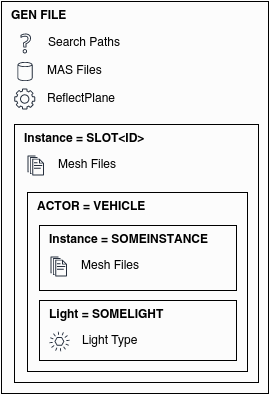 GEN FILE
Search Paths
MAS Files
ReflectPlane
Instance = SLOT<ID>
Mesh Files
ACTOR = VEHICLE
Instance = SOMEINSTANCE
Mesh Files
Light = SOMELIGHT
Light Type